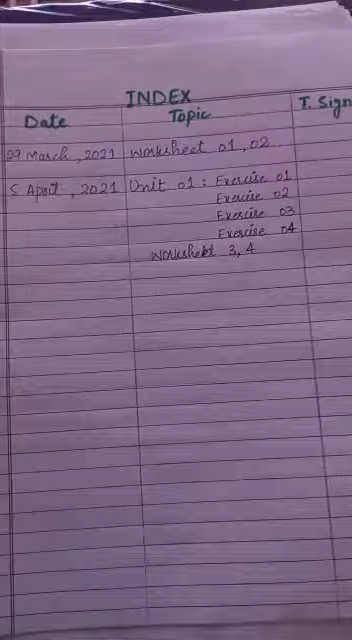 INDEX
Date Topic T. Sign
29 March, 2021 Worksheet 01, 02
5 April, 2021 Unit 01: Exercise 01
Exercise 02
Exercise 03
Exercise 04
Worksheet 3, 4